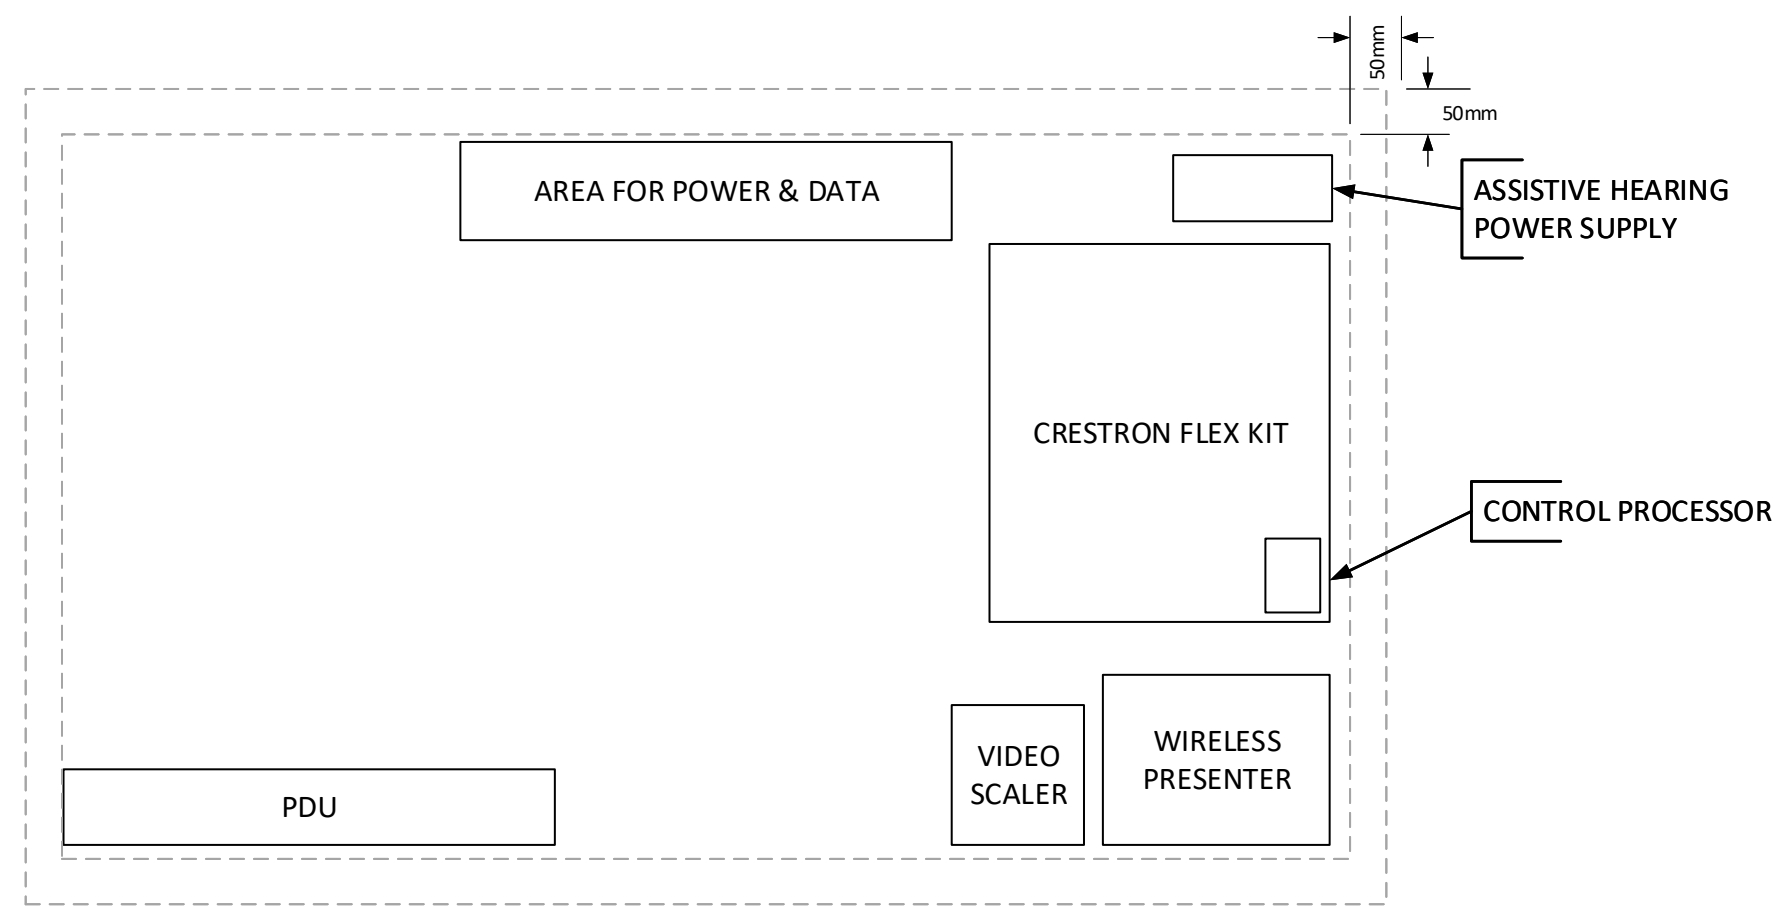 50mm
50mm
AREA FOR POWER & DATA
ASSISTIVE HEARING
POWER SUPPLY
CRESTRON FLEX KIT
CONTROL PROCESSOR
VIDEO
SCALER
WIRELESS
PRESENTER
PDU